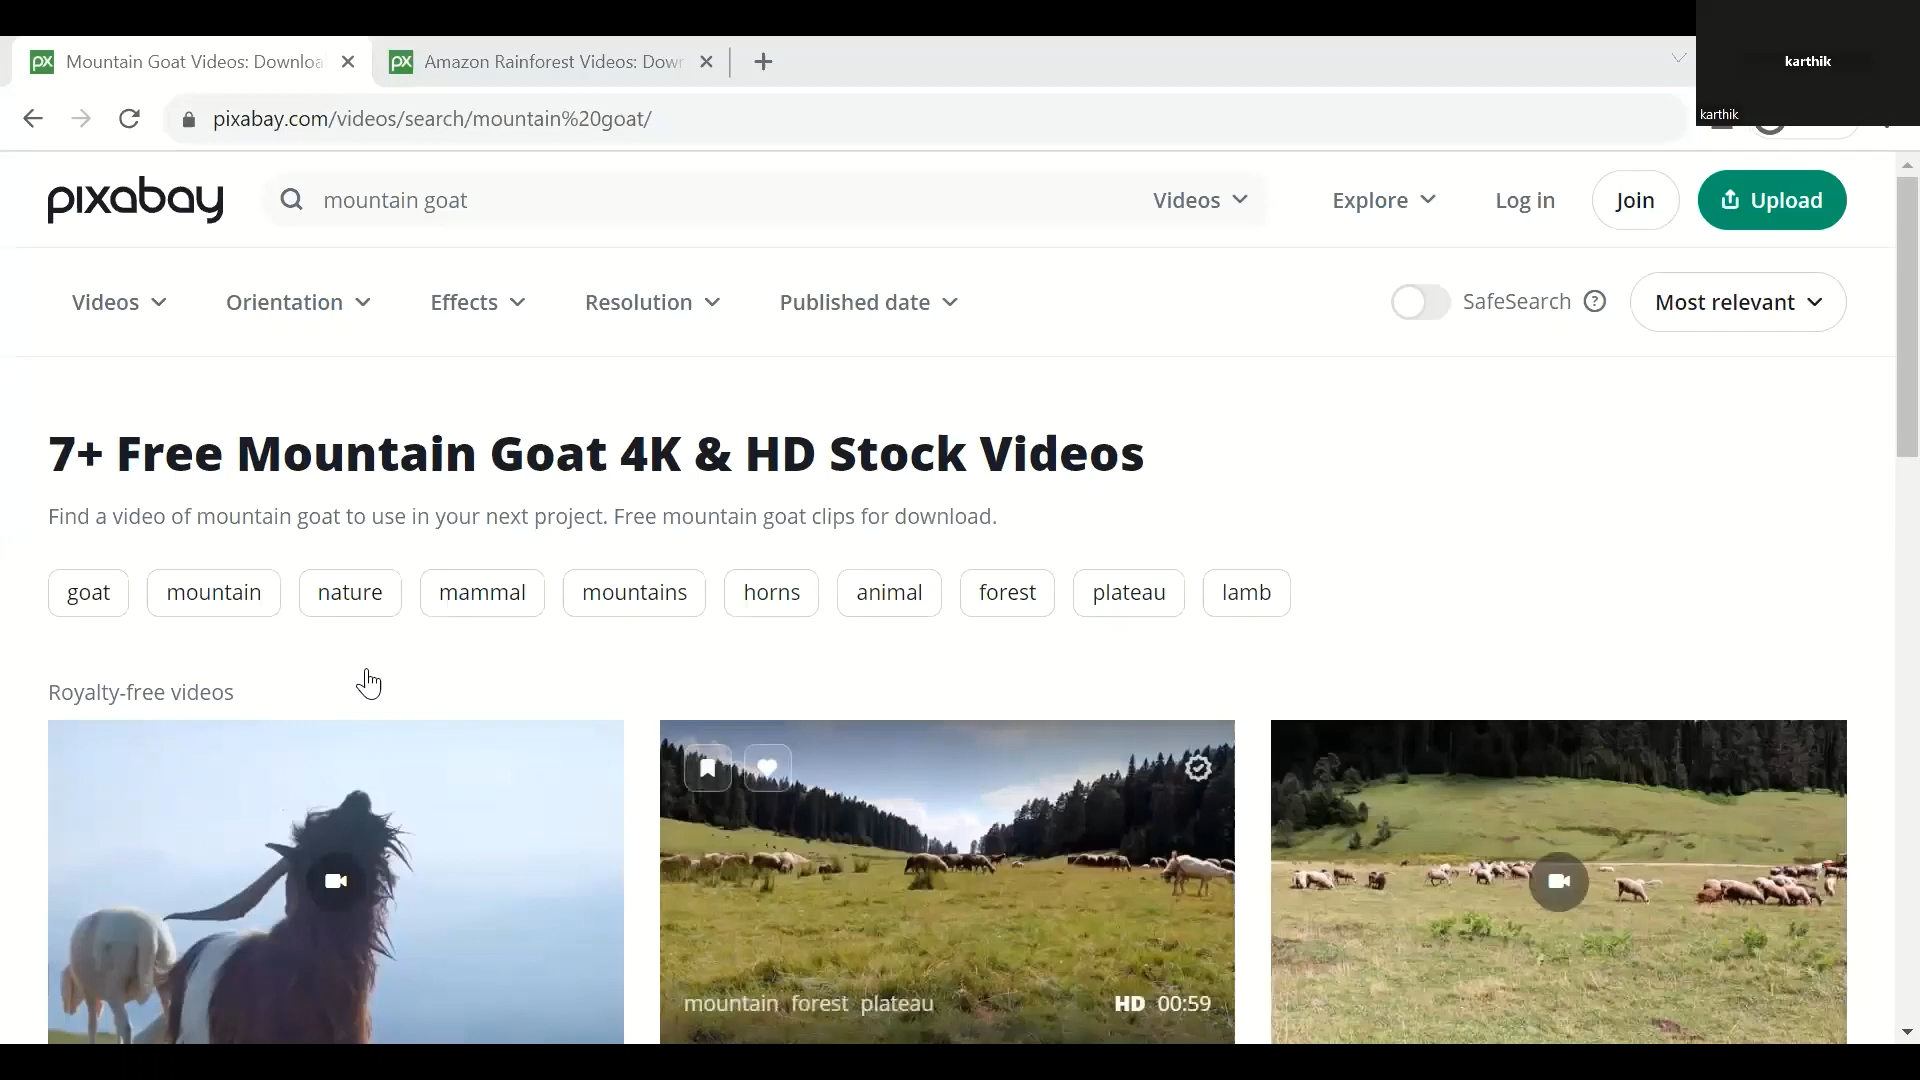 Mountain Goat Videos: Downloa
Amazon Rainforest Videos: Dow
karthik
karthik
pixabay.com/videos/search/mountain%20goat/
pixabay
mountain goat
Videos
Explore
Log in
Join
Upload
Videos
Orientation
Effects
Resolution
Published date
SafeSearch
Most relevant
7+ Free Mountain Goat 4K & HD Stock Videos
Find a video of mountain goat to use in your next project. Free mountain goat clips for download.
goat
mountain
nature
mammal
mountains
horns
animal
forest
plateau
lamb
Royalty-free videos
mountain forest plateau
HD 00:59